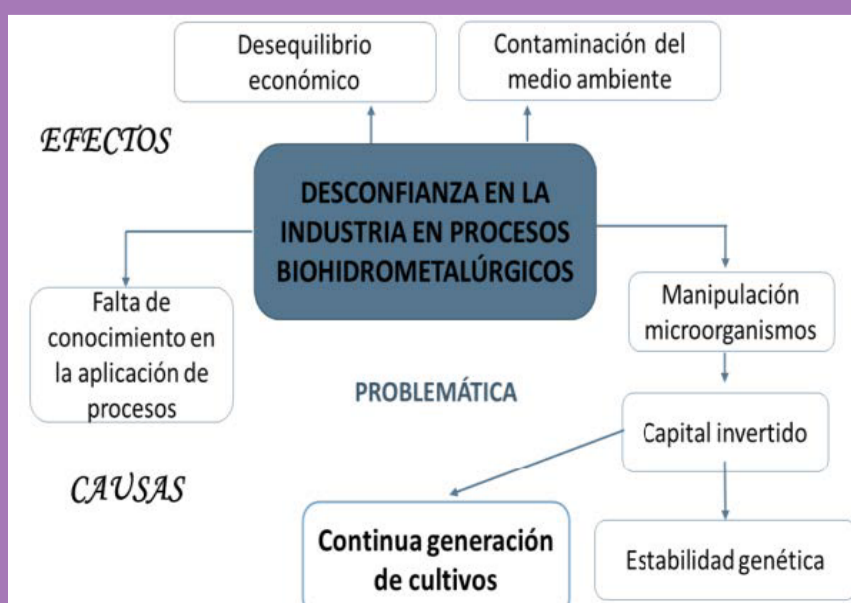 Desequilibrio
económico
Contaminación del
medio ambiente
EFECTOS
DESCONFIANZA EN LA
INDUSTRIA EN PROCESOS
BIOHIDROMETALÚRGICOS
Falta de
conocimiento en
la aplicación de
procesos
Manipulación
microorganismos
PROBLEMÁTICA
Capital invertido
CAUSAS
Continua generación
de cultivos
Estabilidad genética